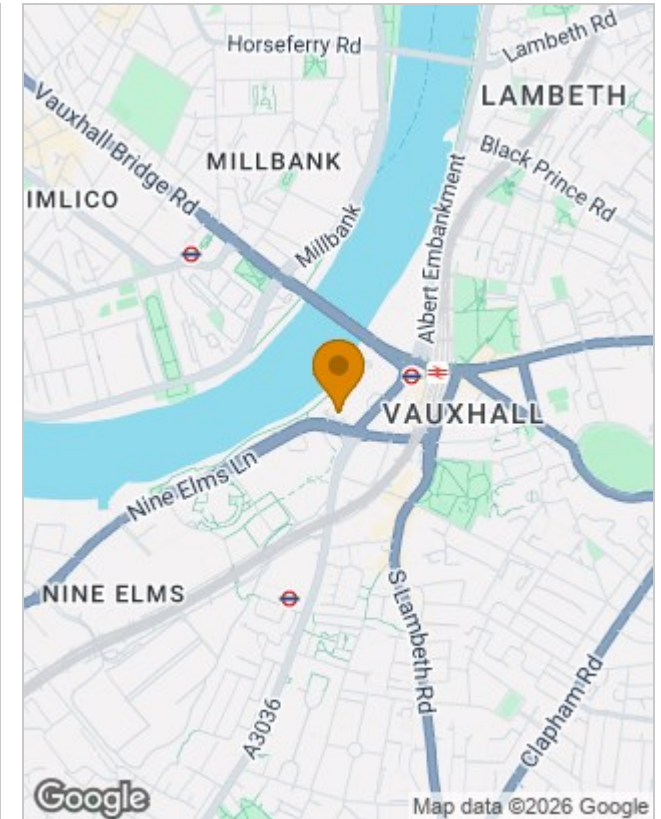 Horseferry Rd
Lambeth Rd
LAMBETH
Vauxhall Bridge Rd
MILLBANK
Black Prince Rd
IMLICO
Millbank
Albert Embankment
VAUXHALL
Nine Elms Ln
NINE ELMS
S Lambeth Rd
A3036
Clapham Rd
Google
Map data ©2026 Google